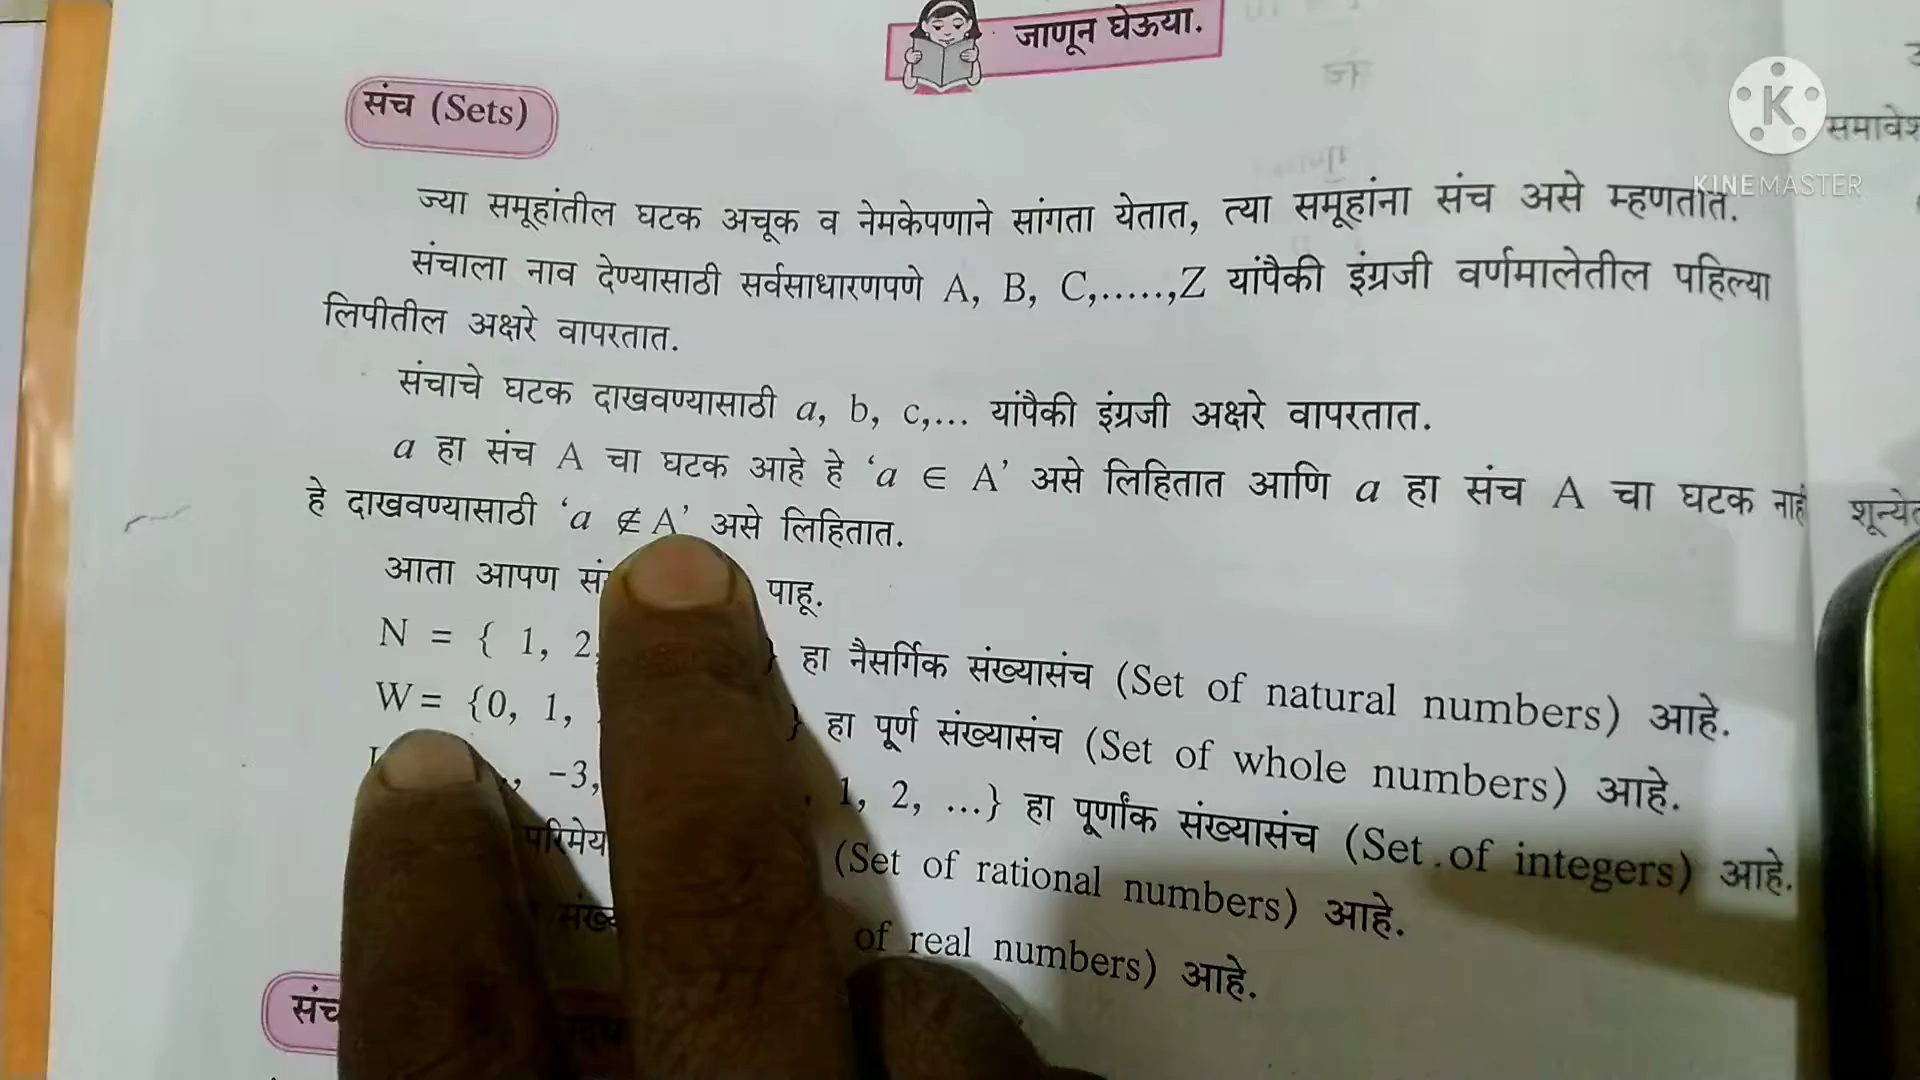 जाणून घेऊया.
संच (Sets)
KINEMASTER
समावेश
ज्या समूहांतील घटक अचूक व नेमकेपणाने सांगता येतात, त्या समूहांना संच असे म्हणतात.
संचाला नाव देण्यासाठी सर्वसाधारणपणे A, B, C,.....,Z यांपैकी इंग्रजी वर्णमालेतील पहिल्या
लिपीतील अक्षरे वापरतात.
संचाचे घटक दाखवण्यासाठी a, b, c,... यांपैकी इंग्रजी अक्षरे वापरतात.
a हा संच A चा घटक आहे हे ‘a ∈ A’ असे लिहितात आणि a हा संच A चा घटक
हे दाखवण्यासाठी ‘a ∉ A’ असे लिहितात.
आता आपण पाहू.
N = { 1, 2, } हा नैसर्गिक संख्यासंच (Set of natural numbers) आहे.
W= {0, 1, } हा पूर्ण संख्यासंच (Set of whole numbers) आहे.
-3, 1, 2, ...} हा पूर्णांक संख्यासंच (Set of integers) आहे.
परिमेय (Set of rational numbers) आहे.
of real numbers) आहे.
संच